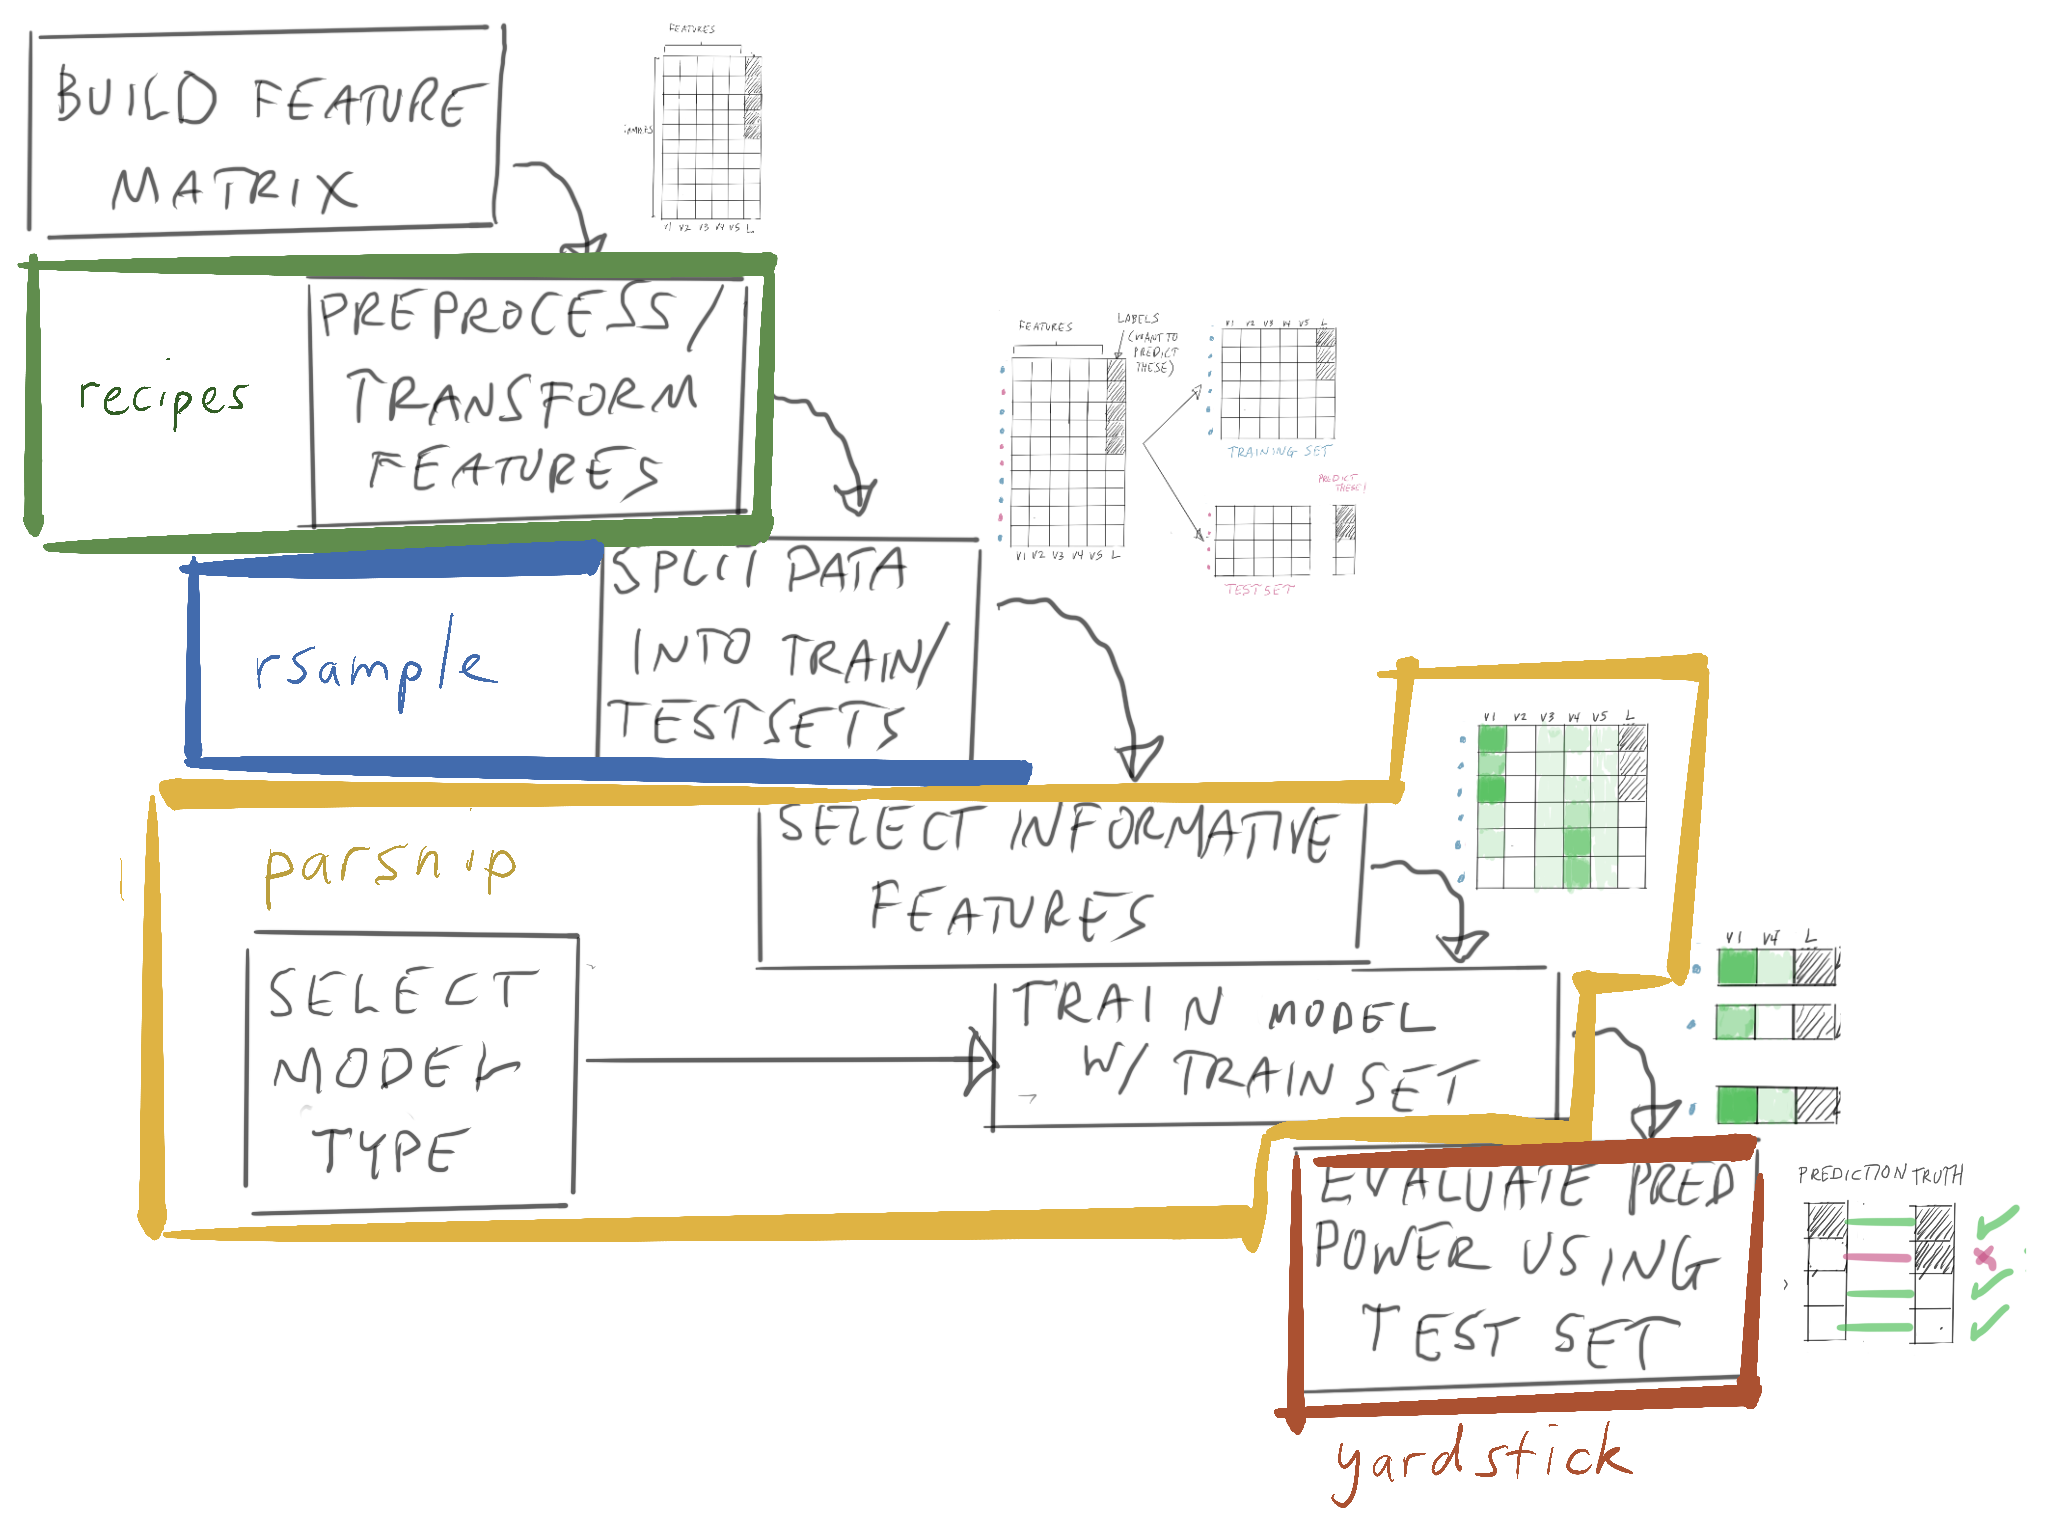 BUILD FEATURE
MATRIX
FEATURES
V1 V2 V3 V4 V5 L
recipes
PREPROCESS/
TRANSFORM
FEATURES
FEATURES
LABELS
(WANT TO
PREDICT
THESE)
V1 V2 V3 V4 V5 L
V1 V2 V3 V4 V5 L
TRAINING SET
PREDICT
THESE!
TEST SET
rsample
SPLIT DATA
INTO TRAIN/
TESTSETS
parsnip
SELECT INFORMATIVE
FEATURES
V1 V2 V3 V4 V5 L
SELECT
MODEL
TYPE
TRAIN MODEL
W/ TRAIN SET
V1 V4 L
EVALUATE PRED
POWER USING
TEST SET
PREDICTION TRUTH
yardstick